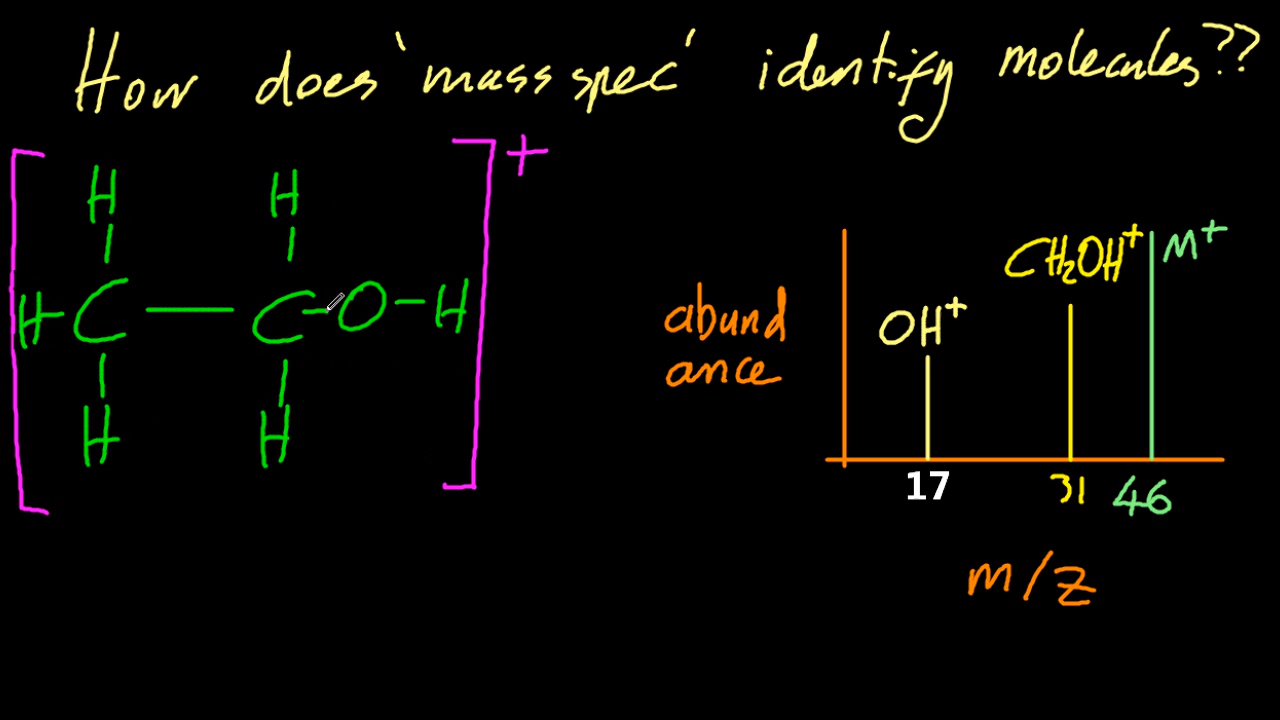 How does 'mass spec' identify molecules??
+
H H
H-C—C-O-H
H H
abund
ance
OH⁺
CH₂OH⁺
M⁺
17 31 46
m/z